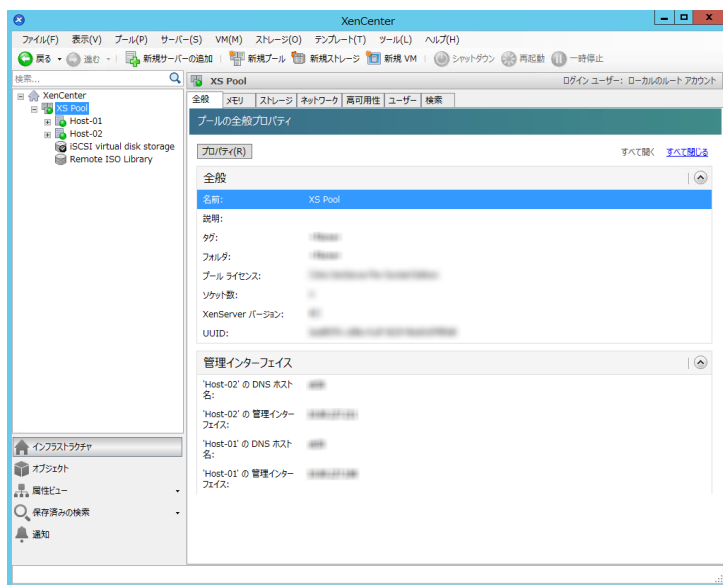 XenCenter
ファイル(F) 表示(V) プール(P) サーバー(S) VM(M) ストレージ(O) テンプレート(T) ツール(L) ヘルプ(H)
戻る 進む 新規サーバーの追加 新規プール 新規ストレージ 新規 VM シャットダウン 再起動 一時停止
検索...
XenCenter
XS Pool
Host-01
Host-02
iSCSI virtual disk storage
Remote ISO Library
インフラストラクチャ
オブジェクト
属性ビュー
保存済みの検索
通知
XS Pool
ログイン ユーザー: ローカルのルート アカウント
全般 メモリ ストレージ ネットワーク 高可用性 ユーザー 検索
プールの全般プロパティ
プロパティ(R)
すべて開く すべて閉じる
全般
名前: XS Pool
説明:
タグ:
フォルダ:
プール ライセンス:
ソケット数:
XenServer バージョン:
UUID:
管理インターフェイス
'Host-02' の DNS ホスト
名:
'Host-02' の 管理インター
フェイス:
'Host-01' の DNS ホスト
名:
'Host-01' の 管理インター
フェイス: